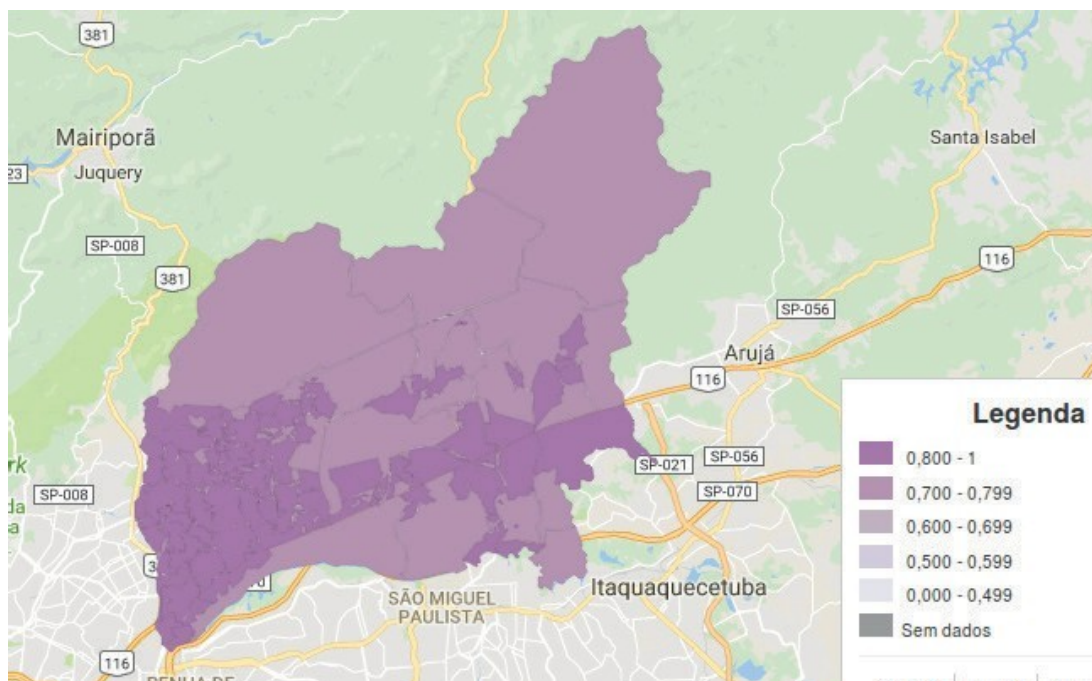 381
Mairiporã
Juquery
23
SP-008
381
Santa Isabel
116
SP-056
Arujá
116
Legenda
0,800 - 1
0,700 - 0,799
0,600 - 0,699
0,500 - 0,599
0,000 - 0,499
Sem dados
SP-021
SP-056
SP-070
SP-008
Itaquaquecetuba
SÃO MIGUEL
PAULISTA
116